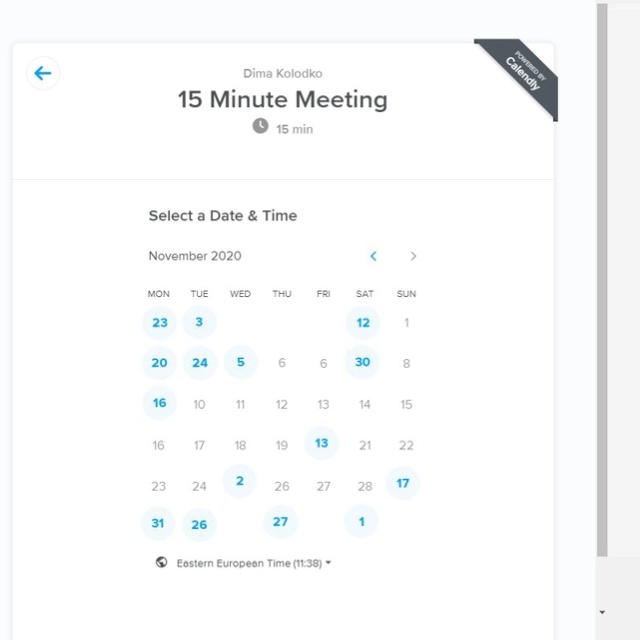 POWERED BY
Calendly
Dima Kolodko
15 Minute Meeting
15 min
Select a Date & Time
November 2020
MON TUE WED THU FRI SAT SUN
23 3 12 1
20 24 5 6 6 30 8
16 10 11 12 13 14 15
16 17 18 19 13 21 22
23 24 2 26 27 28 17
31 26 27 1
Eastern European Time (11:38)